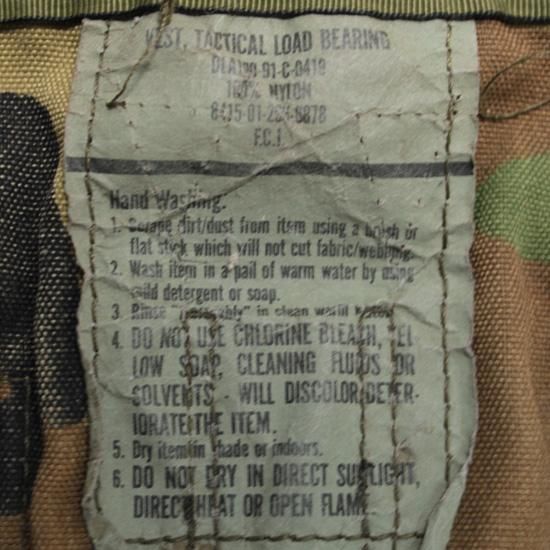 VEST, TACTICAL LOAD BEARING
DLA100-91-C-0419
100% NYLON
F.C.I.
Hand Washing:
1. Scrape dirt/dust from item using a brush or
flat stick which will not cut fabric/webbing.
2. Wash item in a pail of warm water by using
mild detergent or soap.
3. Rinse in clean warm water.
4. DO NOT USE CHLORINE BLEACH, YEL
LOW SOAP, CLEANING FLUIDS OR
SOLVENTS - WILL DISCOLOR/DETER-
IORATE THE ITEM.
5. Dry item in shade or indoors.
6. DO NOT DRY IN DIRECT SUNLIGHT,
DIRECT HEAT OR OPEN FLAME.